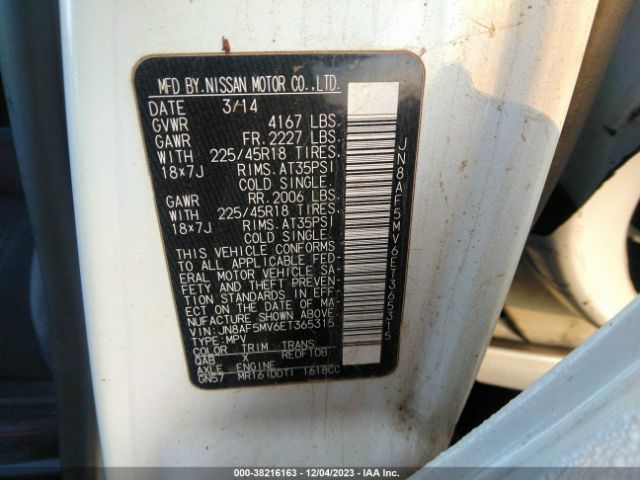 MFD BY NISSAN MOTOR CO.,LTD.
DATE 3/14
GVWR 4167 LBS.
GAWR FR. 2227 LBS.
WITH 225/45R18 TIRES.
18×7J RIMS. AT35PSI
COLD SINGLE.
GAWR RR. 2006 LBS.
WITH 225/45R18 TIRES.
18×7J RIMS. AT35PSI
COLD SINGLE.
THIS VEHICLE CONFORMS
TO ALL APPLICABLE FED-
ERAL MOTOR VEHICLE SA-
FETY AND THEFT PREVEN-
TION STANDARDS IN EFF-
ECT ON THE DATE OF MA-
NUFACTURE SHOWN ABOVE.
VIN:JN8AF5MV6ET365315
TYPE:MPV
COLOR TRIM TRANS
QAB X RE0F10B
AXLE ENGINE
GN57 MR16(DDT) 1618CC
JN8AF5MV6ET365315
000-38216163 - 12/04/2023 - IAA Inc.